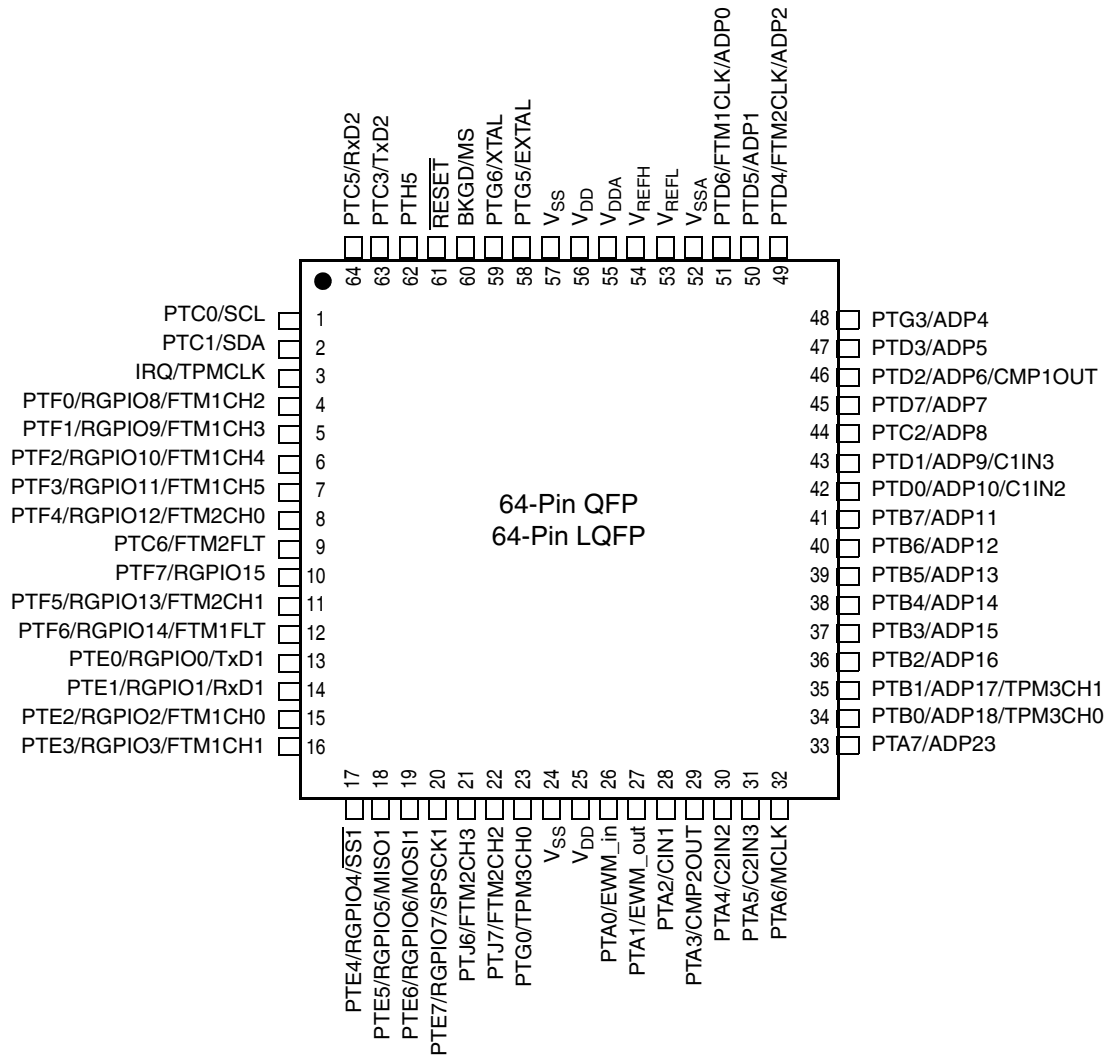 PTC5/RxD2
PTC3/TxD2
PTH5
RESET
BKGD/MS
PTG6/XTAL
PTG5/EXTAL
VSS
VDD
VDDA
VREFH
VREFL
VSSA
PTD6/FTM1CLK/ADP0
PTD5/ADP1
PTD4/FTM2CLK/ADP2
64
63
62
61
60
59
58
57
56
55
54
53
52
51
50
49
PTC0/SCL 1
PTC1/SDA 2
IRQ/TPMCLK 3
PTF0/RGPIO8/FTM1CH2 4
PTF1/RGPIO9/FTM1CH3 5
PTF2/RGPIO10/FTM1CH4 6
PTF3/RGPIO11/FTM1CH5 7
PTF4/RGPIO12/FTM2CH0 8
PTC6/FTM2FLT 9
PTF7/RGPIO15 10
PTF5/RGPIO13/FTM2CH1 11
PTF6/RGPIO14/FTM1FLT 12
PTE0/RGPIO0/TxD1 13
PTE1/RGPIO1/RxD1 14
PTE2/RGPIO2/FTM1CH0 15
PTE3/RGPIO3/FTM1CH1 16
64-Pin QFP
64-Pin LQFP
48 PTG3/ADP4
47 PTD3/ADP5
46 PTD2/ADP6/CMP1OUT
45 PTD7/ADP7
44 PTC2/ADP8
43 PTD1/ADP9/C1IN3
42 PTD0/ADP10/C1IN2
41 PTB7/ADP11
40 PTB6/ADP12
39 PTB5/ADP13
38 PTB4/ADP14
37 PTB3/ADP15
36 PTB2/ADP16
35 PTB1/ADP17/TPM3CH1
34 PTB0/ADP18/TPM3CH0
33 PTA7/ADP23
17
18
19
20
21
22
23
24
25
26
27
28
29
30
31
32
PTE4/RGPIO4/SS1
PTE5/RGPIO5/MISO1
PTE6/RGPIO6/MOSI1
PTE7/RGPIO7/SPSCK1
PTJ6/FTM2CH3
PTJ7/FTM2CH2
PTG0/TPM3CH0
VSS
VDD
PTA0/EWM_in
PTA1/EWM_out
PTA2/CIN1
PTA3/CMP2OUT
PTA4/C2IN2
PTA5/C2IN3
PTA6/MCLK